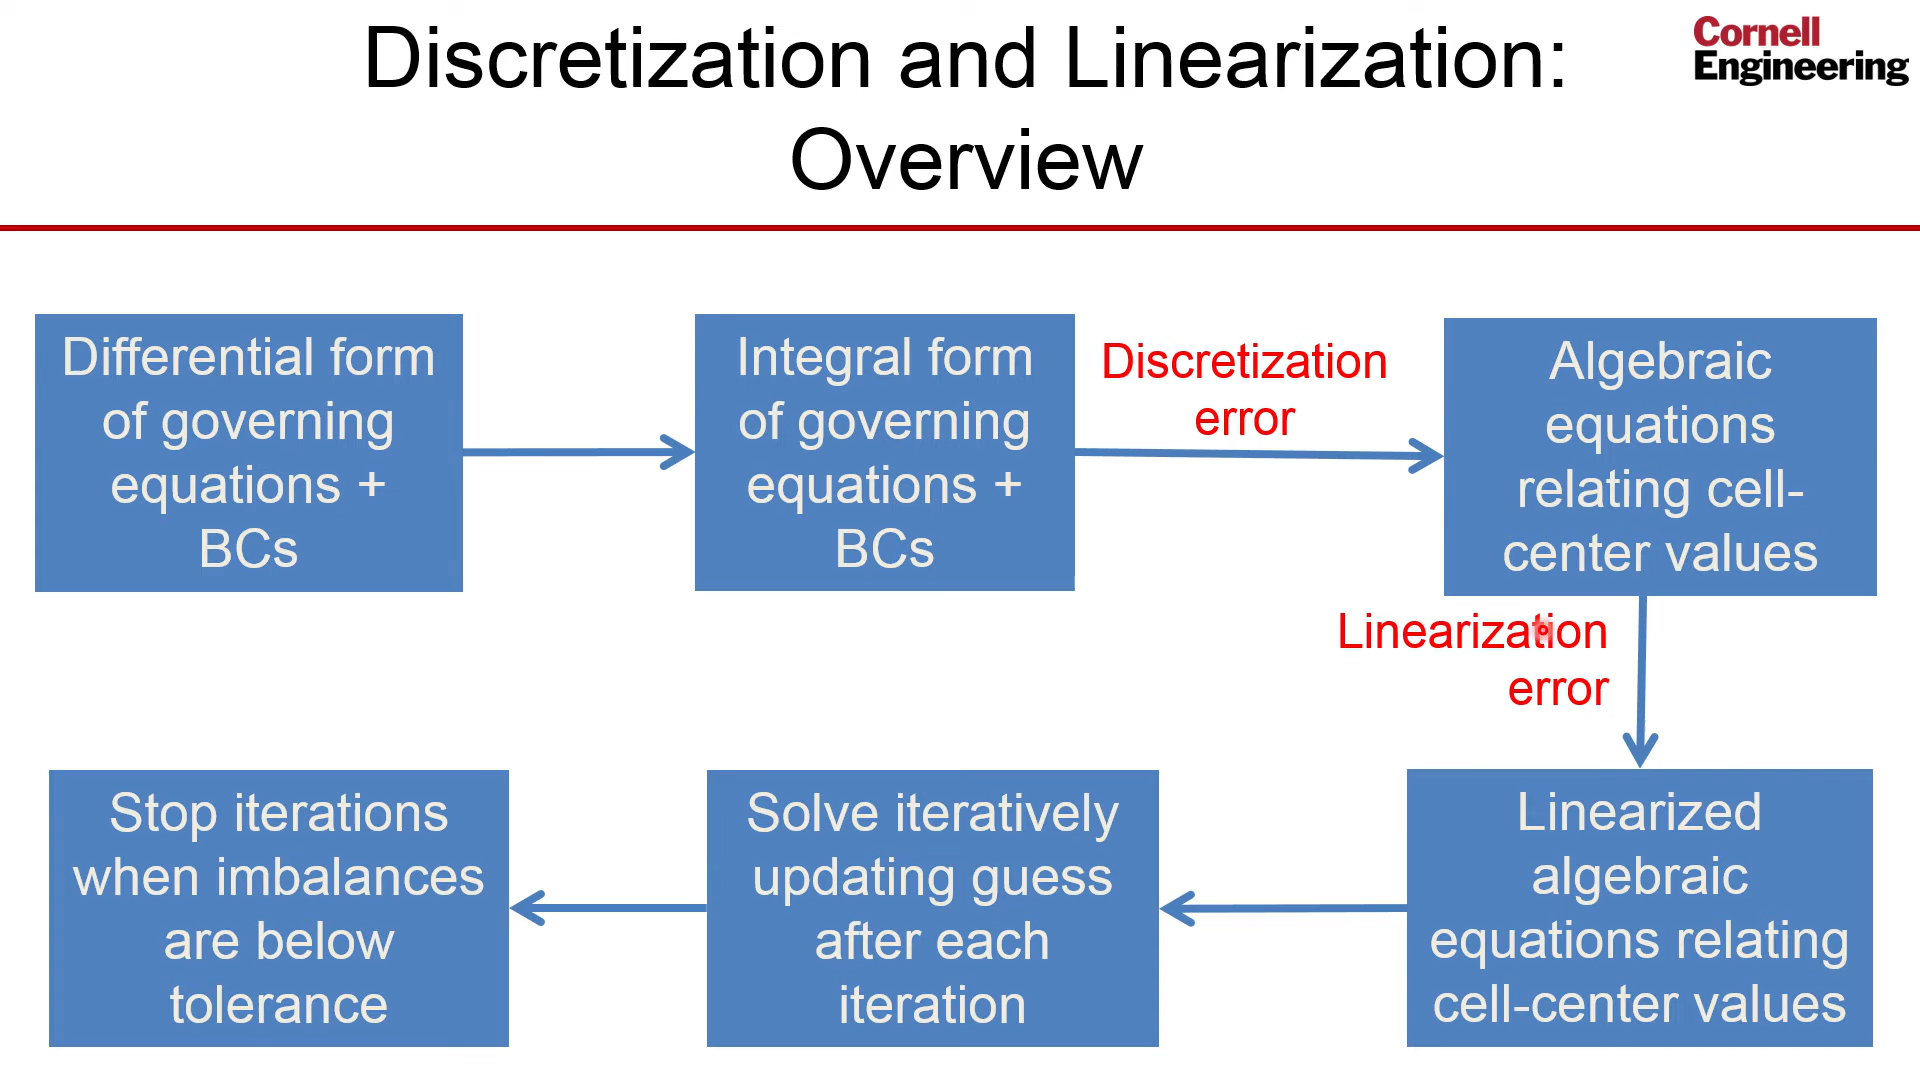 Discretization and Linearization:
Overview
Cornell
Engineering
Differential form
of governing
equations +
BCs
Integral form
of governing
equations +
BCs
Discretization
error
Algebraic
equations
relating cell-
center values
Linearization
error
Stop iterations
when imbalances
are below
tolerance
Solve iteratively
updating guess
after each
iteration
Linearized
algebraic
equations relating
cell-center values